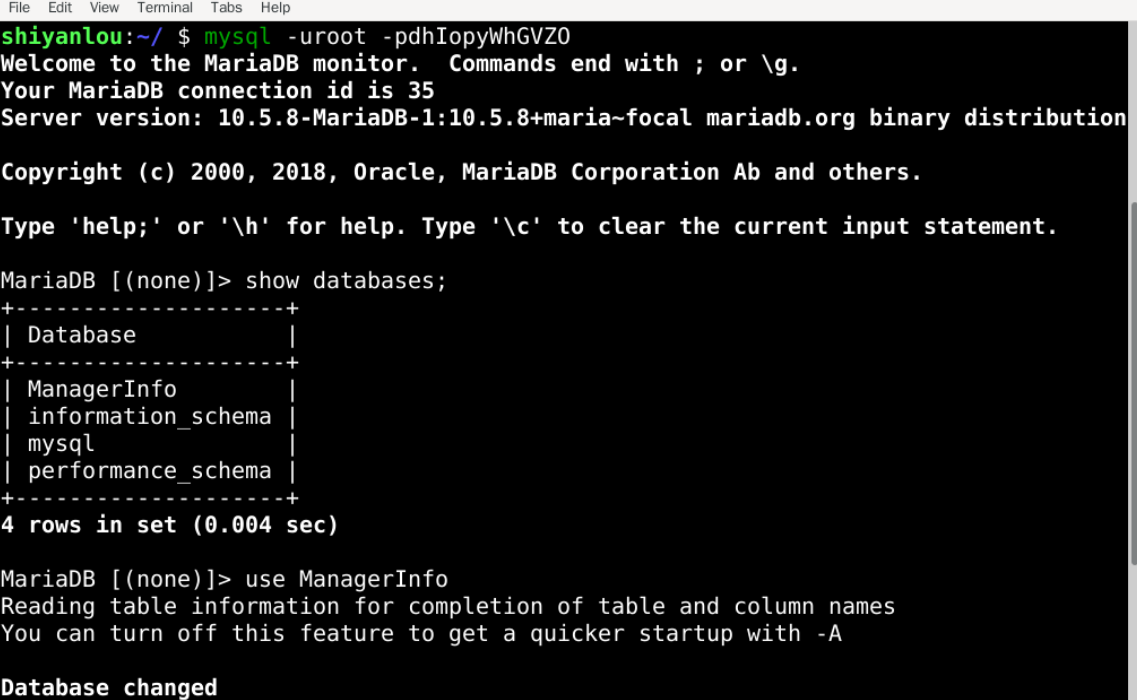 File Edit View Terminal Tabs Help
shiyanlou:~/ $ mysql -uroot -pdhIopyWhGVZO
Welcome to the MariaDB monitor.  Commands end with ; or \g.
Your MariaDB connection id is 35
Server version: 10.5.8-MariaDB-1:10.5.8+maria~focal mariadb.org binary distribution
Copyright (c) 2000, 2018, Oracle, MariaDB Corporation Ab and others.
Type 'help;' or '\h' for help. Type '\c' to clear the current input statement.
MariaDB [(none)]> show databases;
+--------------------+
| Database           |
+--------------------+
| ManagerInfo        |
| information_schema |
| mysql              |
| performance_schema |
+--------------------+
4 rows in set (0.004 sec)
MariaDB [(none)]> use ManagerInfo
Reading table information for completion of table and column names
You can turn off this feature to get a quicker startup with -A
Database changed